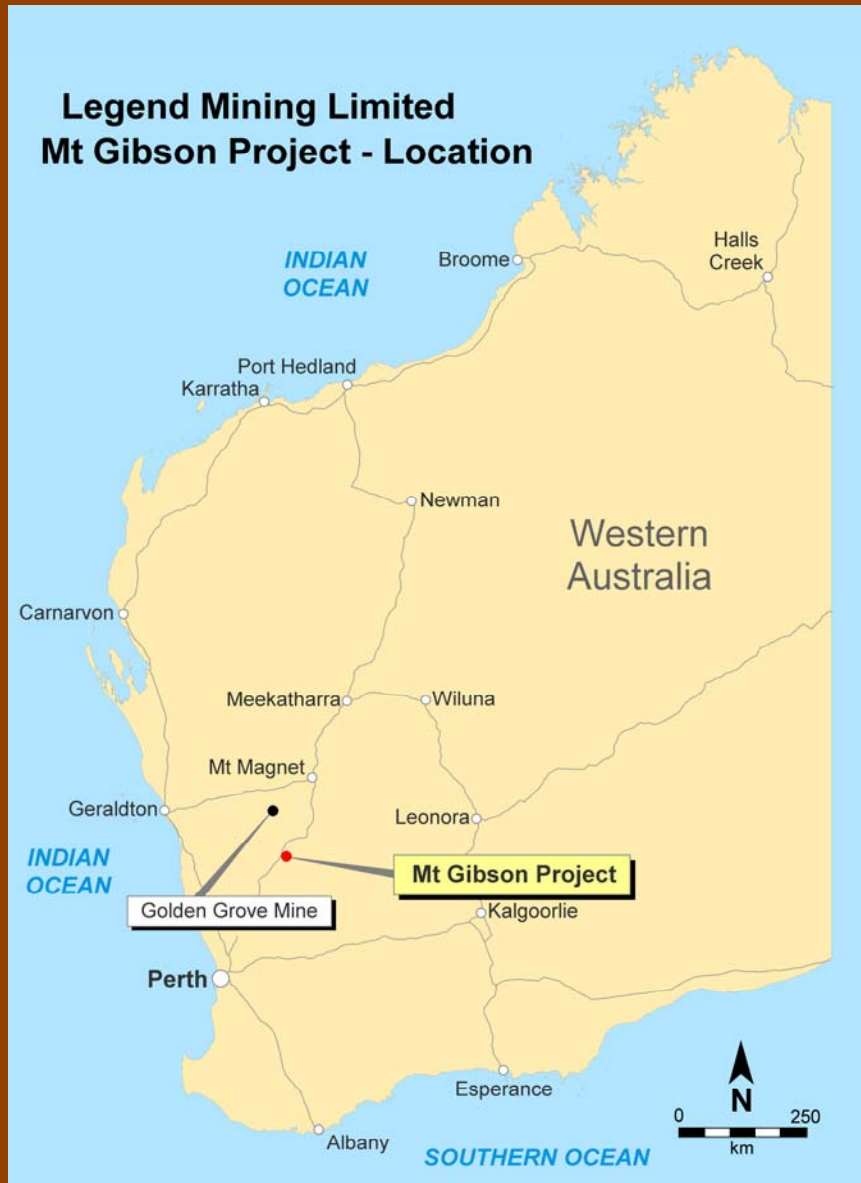 Legend Mining Limited
Mt Gibson Project - Location
INDIAN
OCEAN
Broome
Halls
Creek
Port Hedland
Karratha
Newman
Western
Australia
Carnarvon
Meekatharra
Wiluna
Mt Magnet
Geraldton
Leonora
INDIAN
OCEAN
Mt Gibson Project
Golden Grove Mine
Kalgoorlie
Perth
Esperance
N
0 250
km
Albany
SOUTHERN OCEAN